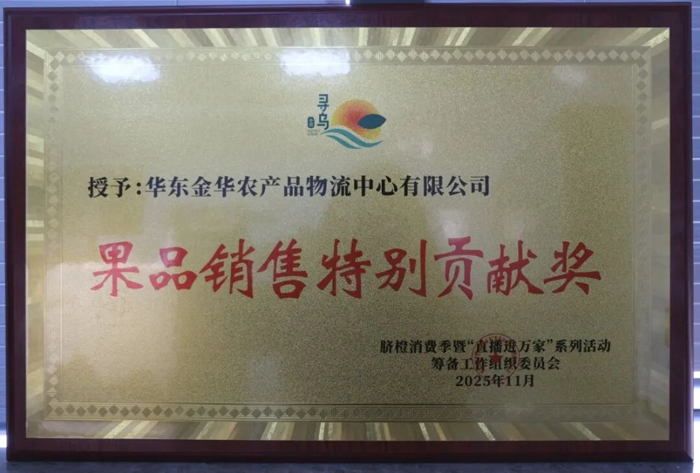 寻乌
授予:华东金华农产品物流中心有限公司
果品销售特别贡献奖
脐橙消费季暨“直播进万家”系列活动
筹备工作组织委员会
2025年11月